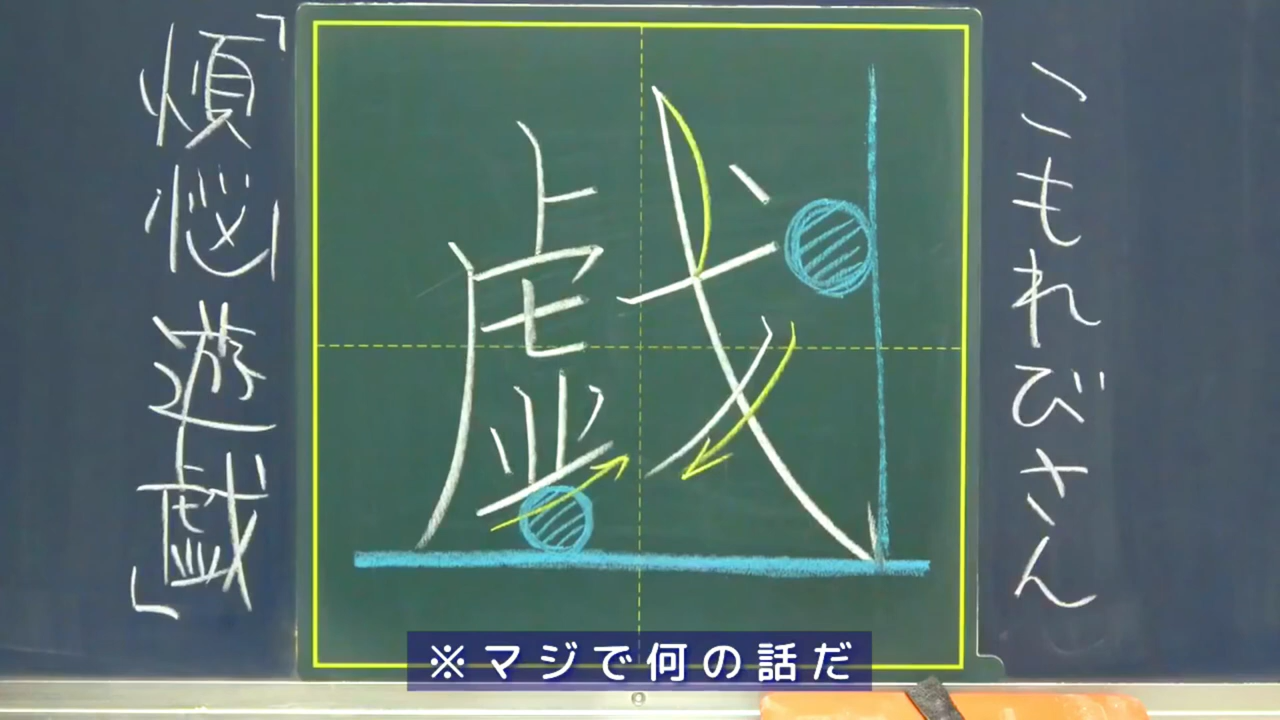 こもれびさん
戯
「煩悩」遊戯」
※マジで何の話だ